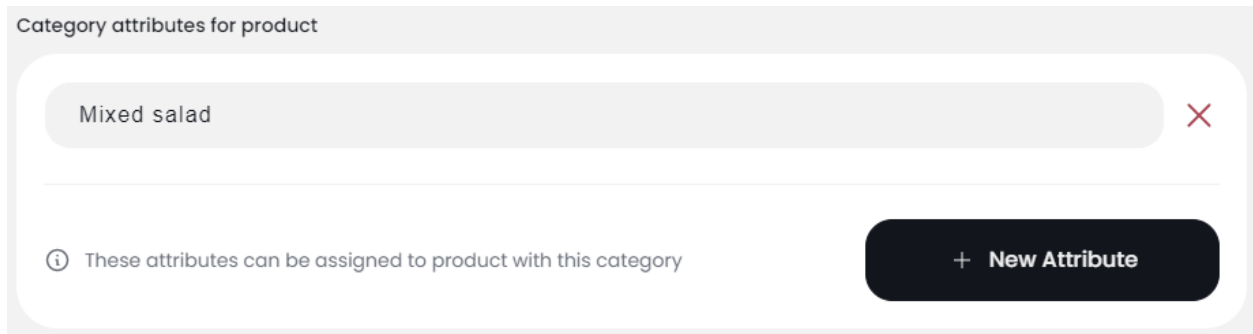 Category attributes for product
Mixed salad
These attributes can be assigned to product with this category
+ New Attribute